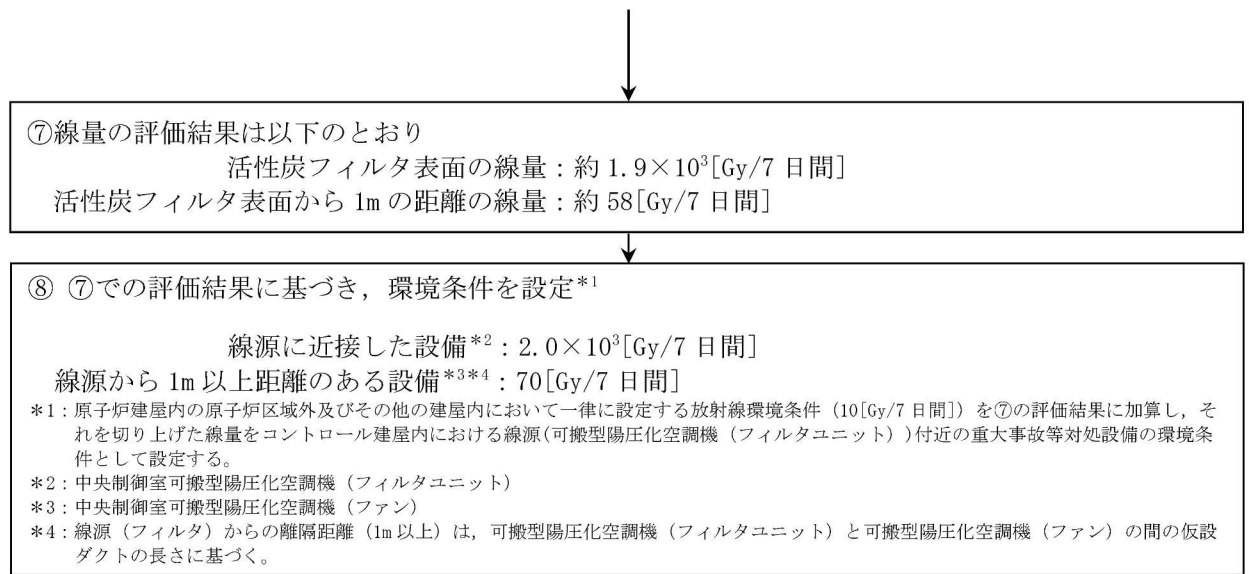 ⑦線量の評価結果は以下のとおり
活性炭フィルタ表面の線量：約 1.9×10³[Gy/7 日間]
活性炭フィルタ表面から 1m の距離の線量：約 58[Gy/7 日間]
⑧ ⑦での評価結果に基づき，環境条件を設定*1
線源に近接した設備*2：2.0×10³[Gy/7 日間]
線源から 1m 以上距離のある設備*3*4：70[Gy/7 日間]
*1：原子炉建屋内の原子炉区域外及びその他の建屋内において一律に設定する放射線環境条件（10[Gy/7 日間]）を⑦の評価結果に加算し，そ
れを切り上げた線量をコントロール建屋内における線源(可搬型陽圧化空調機（フィルタユニット）)付近の重大事故等対処設備の環境条
件として設定する。
*2：中央制御室可搬型陽圧化空調機（フィルタユニット）
*3：中央制御室可搬型陽圧化空調機（ファン）
*4：線源（フィルタ）からの離隔距離（1m 以上）は，可搬型陽圧化空調機（フィルタユニット）と可搬型陽圧化空調機（ファン）の間の仮設
ダクトの長さに基づく。